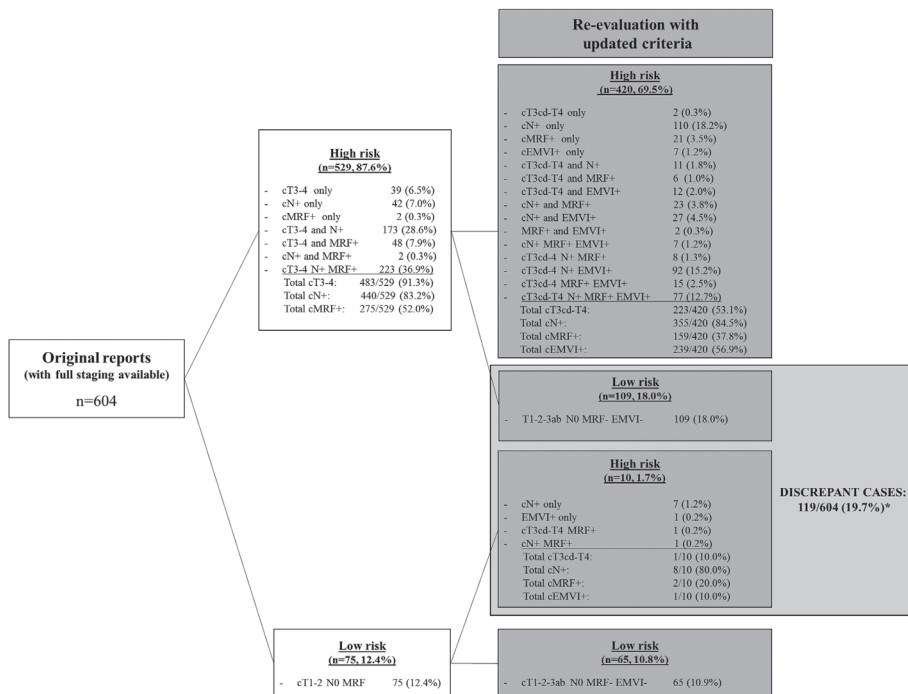 Re-evaluation with
updated criteria
High risk
(n=420, 69.5%)
- cT3cd-T4 only 2 (0.3%)
- cN+ only 110 (18.2%)
- cMRF+ only 21 (3.5%)
- cEMVI+ only 7 (1.2%)
- cT3cd-T4 and N+ 11 (1.8%)
- cT3cd-T4 and MRF+ 6 (1.0%)
- cT3cd-T4 and EMVI+ 12 (2.0%)
- cN+ and MRF+ 23 (3.8%)
- cN+ and EMVI+ 27 (4.5%)
- MRF+ and EMVI+ 2 (0.3%)
- cN+ MRF+ EMVI+ 7 (1.2%)
- cT3cd-4 N+ MRF+ 8 (1.3%)
- cT3cd-4 N+ EMVI+ 92 (15.2%)
- cT3cd-4 MRF+ EMVI+ 15 (2.5%)
- cT3cd-T4 N+ MRF+ EMVI+ 77 (12.7%)
Total cT3cd-T4: 223/420 (53.1%)
Total cN+: 355/420 (84.5%)
Total cMRF+: 159/420 (37.8%)
Total cEMVI+: 239/420 (56.9%)
High risk
(n=529, 87.6%)
- cT3-4 only 39 (6.5%)
- cN+ only 42 (7.0%)
- cMRF+ only 2 (0.3%)
- cT3-4 and N+ 173 (28.6%)
- cT3-4 and MRF+ 48 (7.9%)
- cN+ and MRF+ 2 (0.3%)
- cT3-4 N+ MRF+ 223 (36.9%)
Total cT3-4: 483/529 (91.3%)
Total cN+: 440/529 (83.2%)
Total cMRF+: 275/529 (52.0%)
Original reports
(with full staging available)
n=604
Low risk
(n=109, 18.0%)
- T1-2-3ab N0 MRF- EMVI- 109 (18.0%)
High risk
(n=10, 1.7%)
- cN+ only 7 (1.2%)
- EMVI+ only 1 (0.2%)
- cT3cd-T4 MRF+ 1 (0.2%)
- cN+ MRF+ 1 (0.2%)
Total cT3cd-T4: 1/10 (10.0%)
Total cN+: 8/10 (80.0%)
Total cMRF+: 2/10 (20.0%)
Total cEMVI+: 1/10 (10.0%)
DISCREPANT CASES:
119/604 (19.7%)*
Low risk
(n=75, 12.4%)
- cT1-2 N0 MRF 75 (12.4%)
Low risk
(n=65, 10.8%)
- cT1-2-3ab N0 MRF- EMVI- 65 (10.9%)